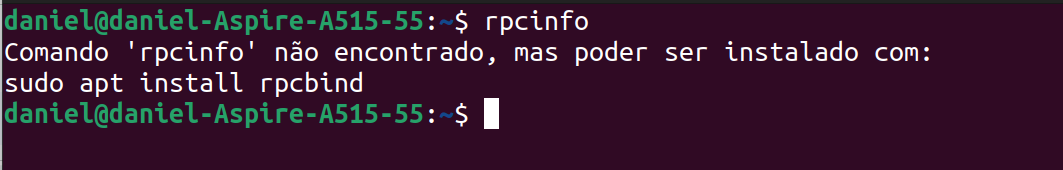 daniel@daniel-Aspire-A515-55:~$ rpcinfo
Comando 'rpcinfo' não encontrado, mas poder ser instalado com:
sudo apt install rpcbind
daniel@daniel-Aspire-A515-55:~$